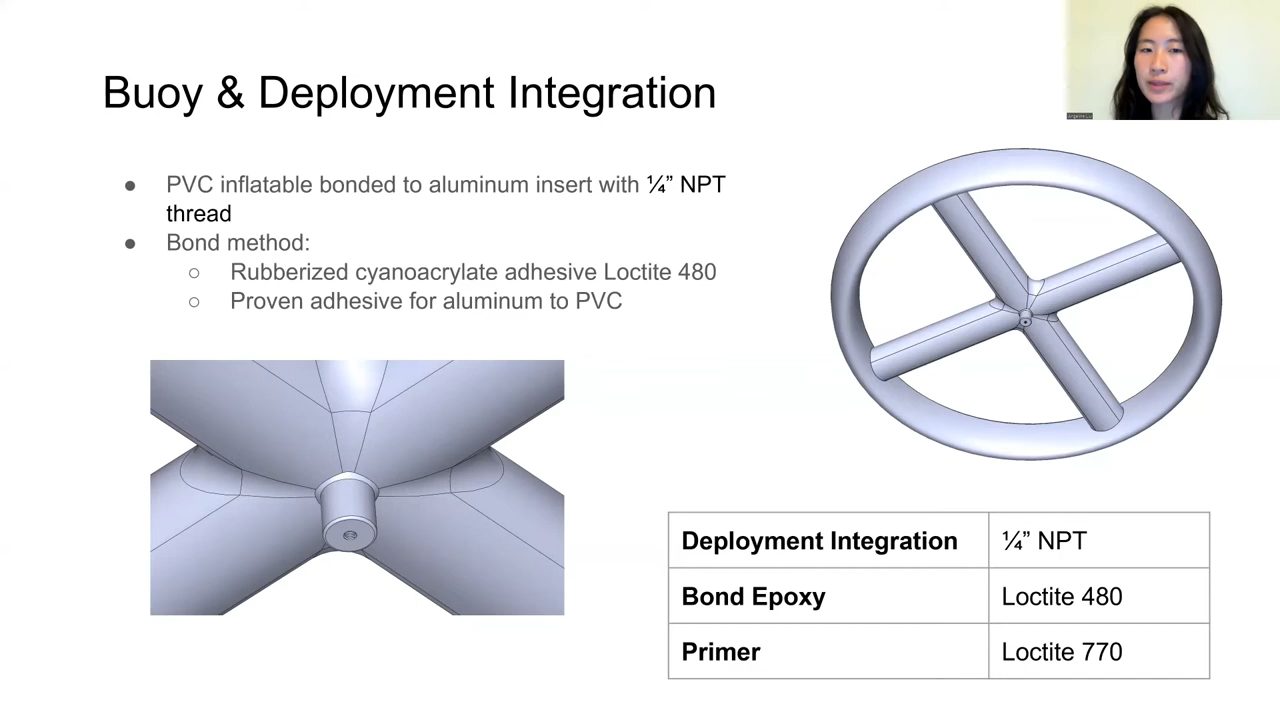 Buoy & Deployment Integration
● PVC inflatable bonded to aluminum insert with ¼” NPT
thread
● Bond method:
○ Rubberized cyanoacrylate adhesive Loctite 480
○ Proven adhesive for aluminum to PVC
Deployment Integration ¼” NPT
Bond Epoxy Loctite 480
Primer Loctite 770